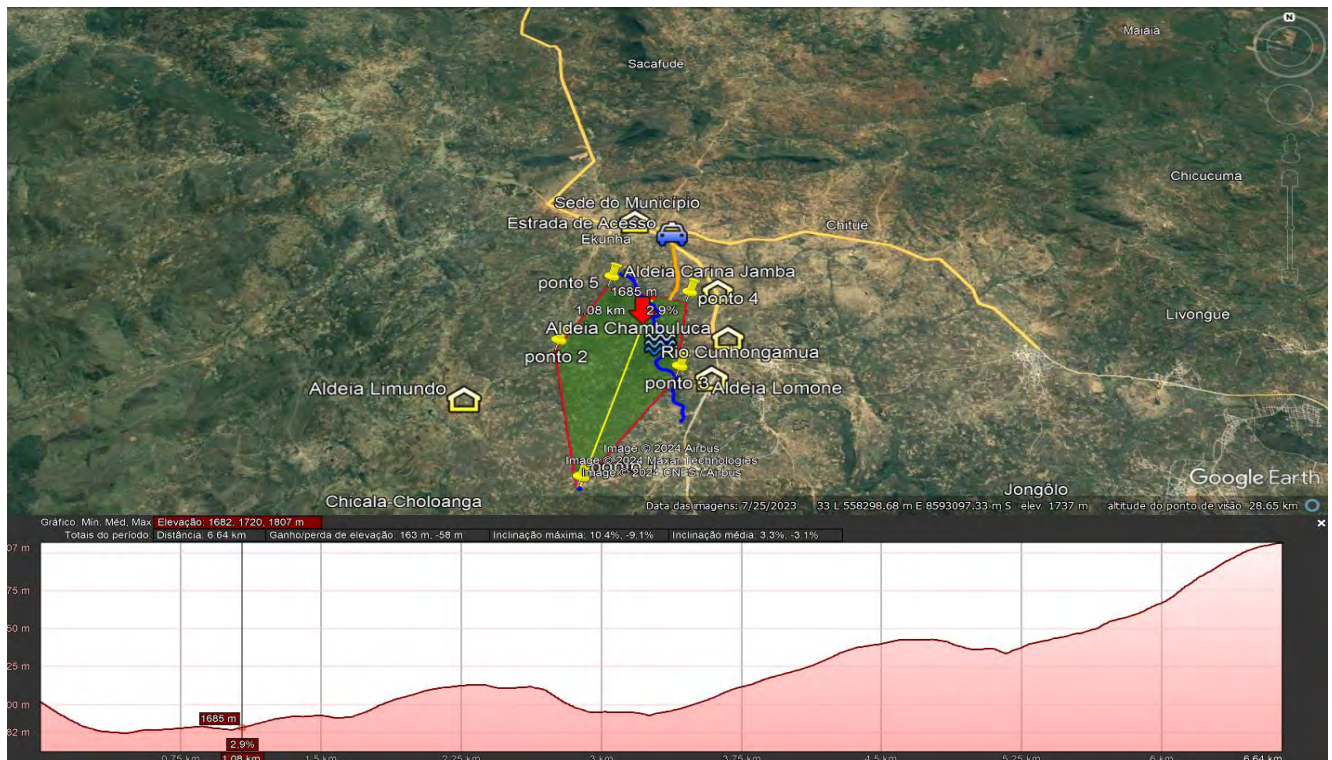 N
Maiaia
Sacafude
Chicucuma
Sede do Município
Estrada de Acesso
Ekunha
Chitué
Aldeia Carina Jamba
ponto 5
1685 m
ponto 4
1,08 km
2.9%
Livongue
Aldeia Chambuluca
ponto 2
Rio Cunhongamua
ponto 3
Aldeia Lomone
Aldeia Limundo
Image © 2024 Airbus
Image © 2024 Maxar Technologies
Image © 2024 CNES / Airbus
Google Earth
Chicala-Choloanga
Jongôlo
Data das imagens: 7/25/2023 33 L 558298.68 m E 8593097.33 m S elev 1737 m altitude do ponto de visão 28.65 km
Gráfico: Mín, Méd, Max Elevação: 1682, 1720, 1807 m
Totais do período: Distância: 6.64 km Ganho/perda de elevação: 163 m, -58 m Inclinação máxima: 10.4%, -9.1% Inclinação média: 3.3%, -3.1%
07 m
75 m
50 m
25 m
00 m
1685 m
82 m
2.9%
0.75 km 1.08 km 1.5 km 2.25 km 3 km 3.75 km 4.5 km 5.25 km 6 km 6.64 km